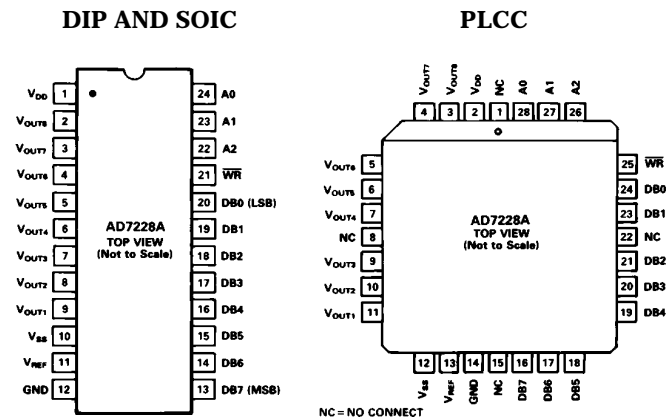 DIP AND SOIC
VDD 1
VOUT8 2
VOUT7 3
VOUT6 4
VOUT5 5
VOUT4 6
VOUT3 7
VOUT2 8
VOUT1 9
VSS 10
VREF 11
GND 12
AD7228A
TOP VIEW
(Not to Scale)
24 A0
23 A1
22 A2
21 W̅R̅
20 DB0 (LSB)
19 DB1
18 DB2
17 DB3
16 DB4
15 DB5
14 DB6
13 DB7 (MSB)
PLCC
VOUT7 VOUT8 VDD NC A0 A1 A2
4 3 2 1 28 27 26
VOUT6 5
VOUT5 6
VOUT4 7
NC 8
VOUT3 9
VOUT2 10
VOUT1 11
AD7228A
TOP VIEW
(Not to Scale)
25 W̅R̅
24 DB0
23 DB1
22 NC
21 DB2
20 DB3
19 DB4
12 13 14 15 16 17 18
VSS VREF GND NC DB7 DB6 DB5
NC = NO CONNECT